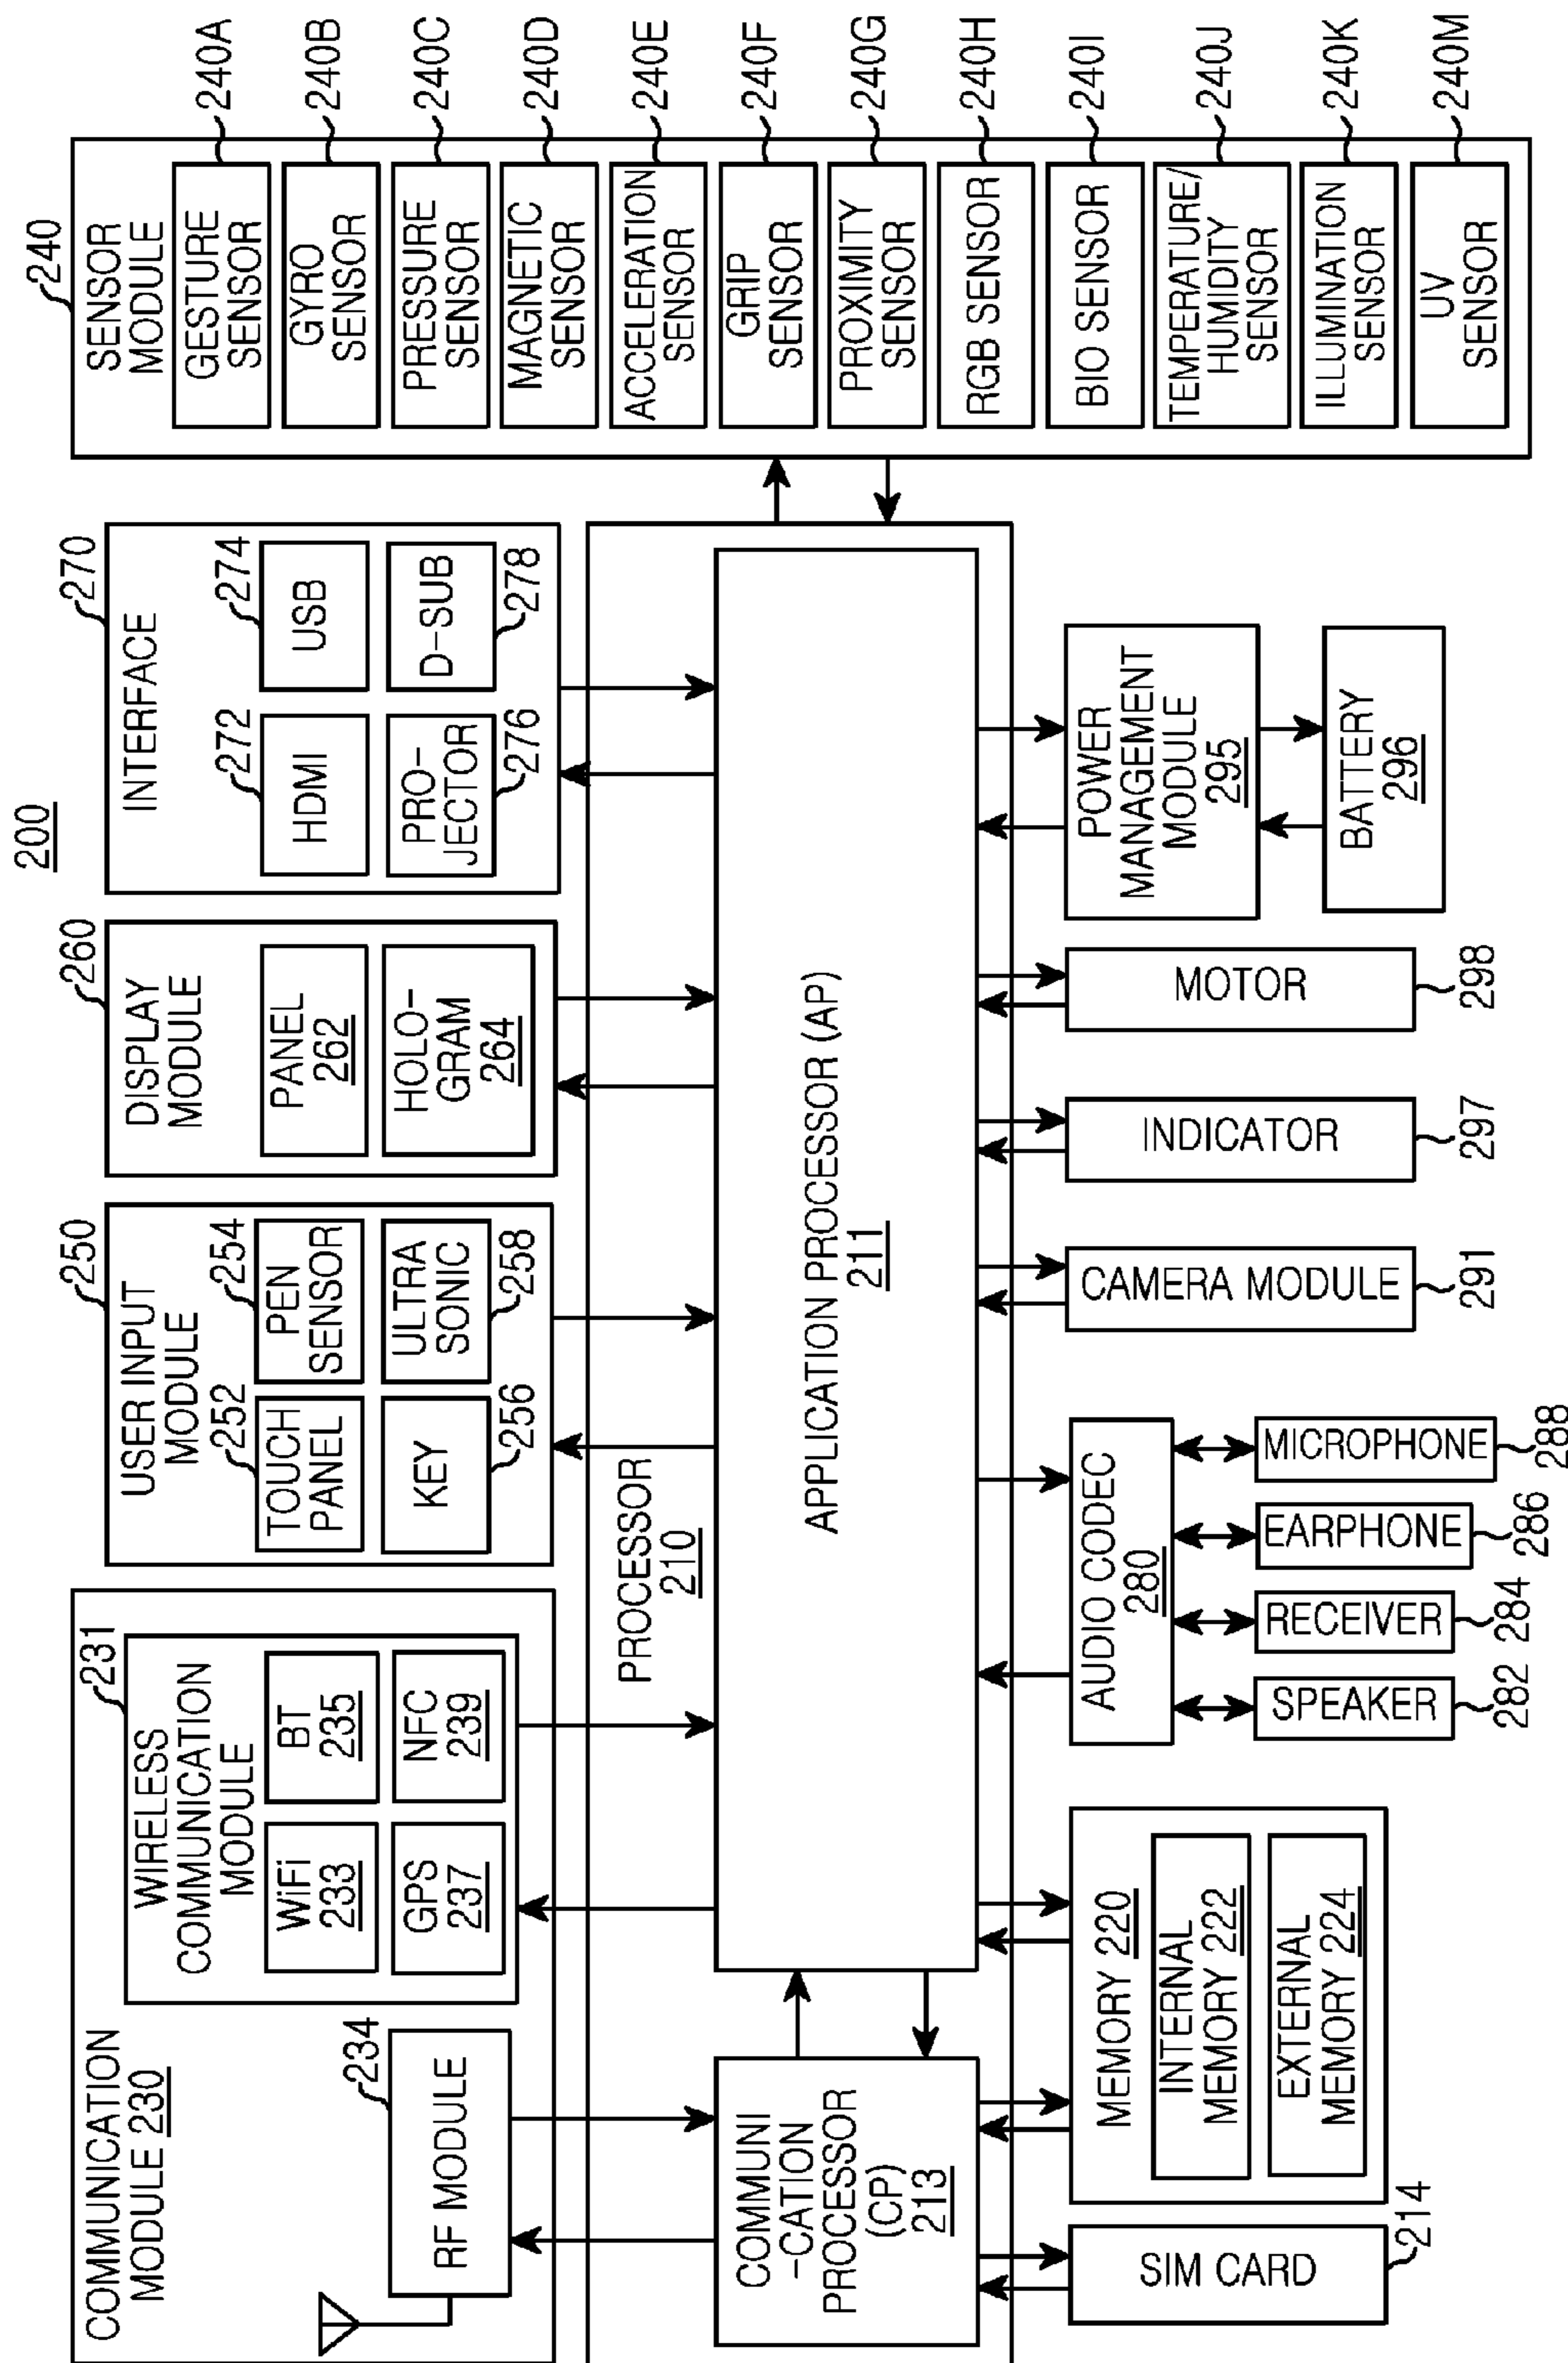 200
COMMUNICATION
MODULE 230
234
RF MODULE
231
WIRELESS
COMMUNICATION
MODULE
WiFi
233
BT
235
GPS
237
NFC
239
250
USER INPUT
MODULE
252
TOUCH
PANEL
254
PEN
SENSOR
KEY
256
ULTRA
SONIC
258
260
DISPLAY
MODULE
PANEL
262
HOLO-
GRAM
264
270
INTERFACE
272
HDMI
274
USB
PRO-
JECTOR
276
D-SUB
278
240
SENSOR
MODULE
GESTURE
SENSOR
240A
GYRO
SENSOR
240B
PRESSURE
SENSOR
240C
MAGNETIC
SENSOR
240D
ACCELERATION
SENSOR
240E
GRIP
SENSOR
240F
PROXIMITY
SENSOR
240G
RGB SENSOR
240H
BIO SENSOR
240I
TEMPERATURE/
HUMIDITY
SENSOR
240J
ILLUMINATION
SENSOR
240K
UV
SENSOR
240M
PROCESSOR
210
COMMUNI
-CATION
PROCESSOR
(CP)
213
APPLICATION PROCESSOR (AP)
211
SIM CARD
214
MEMORY 220
INTERNAL
MEMORY 222
EXTERNAL
MEMORY 224
AUDIO CODEC
280
SPEAKER
282
RECEIVER
284
EARPHONE
286
MICROPHONE
288
CAMERA MODULE
291
INDICATOR
297
MOTOR
298
POWER
MANAGEMENT
MODULE
295
BATTERY
296